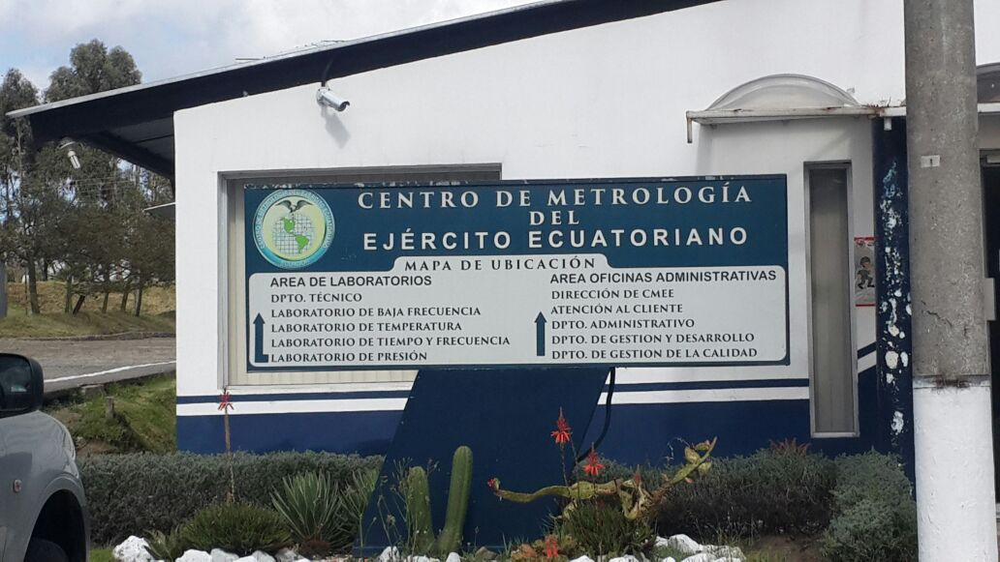 CENTRO DE METROLOGÍA
DEL
EJÉRCITO ECUATORIANO
MAPA DE UBICACIÓN
AREA DE LABORATORIOS
DPTO. TÉCNICO
LABORATORIO DE BAJA FRECUENCIA
LABORATORIO DE TEMPERATURA
LABORATORIO DE TIEMPO Y FRECUENCIA
LABORATORIO DE PRESIÓN
AREA OFICINAS ADMINISTRATIVAS
DIRECCIÓN DE CMEE
ATENCIÓN AL CLIENTE
DPTO. ADMINISTRATIVO
DPTO. DE GESTION Y DESARROLLO
DPTO. DE GESTION DE LA CALIDAD